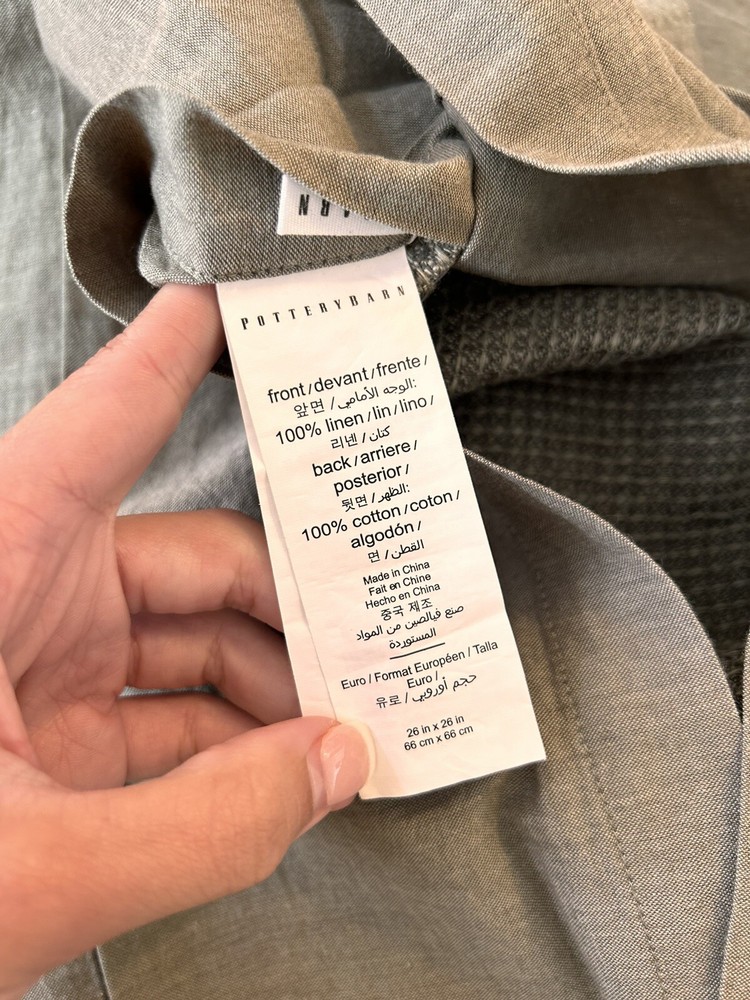 ARN
POTTERYBARN
front / devant / frente /
앞면 / الوجه الأمامي:
100% linen / lin / lino /
리넨 / كتان
back / arriere /
posterior /
뒷면 / الظهر:
100% cotton / coton /
algodón /
면 / القطن
Made in China
Fait en Chine
Hecho en China
중국 제조
صنع فيالصين من المواد
المستوردة
Euro / Format Européen / Talla
Euro /
유로 / حجم أوروبي
26 in x 26 in
66 cm x 66 cm